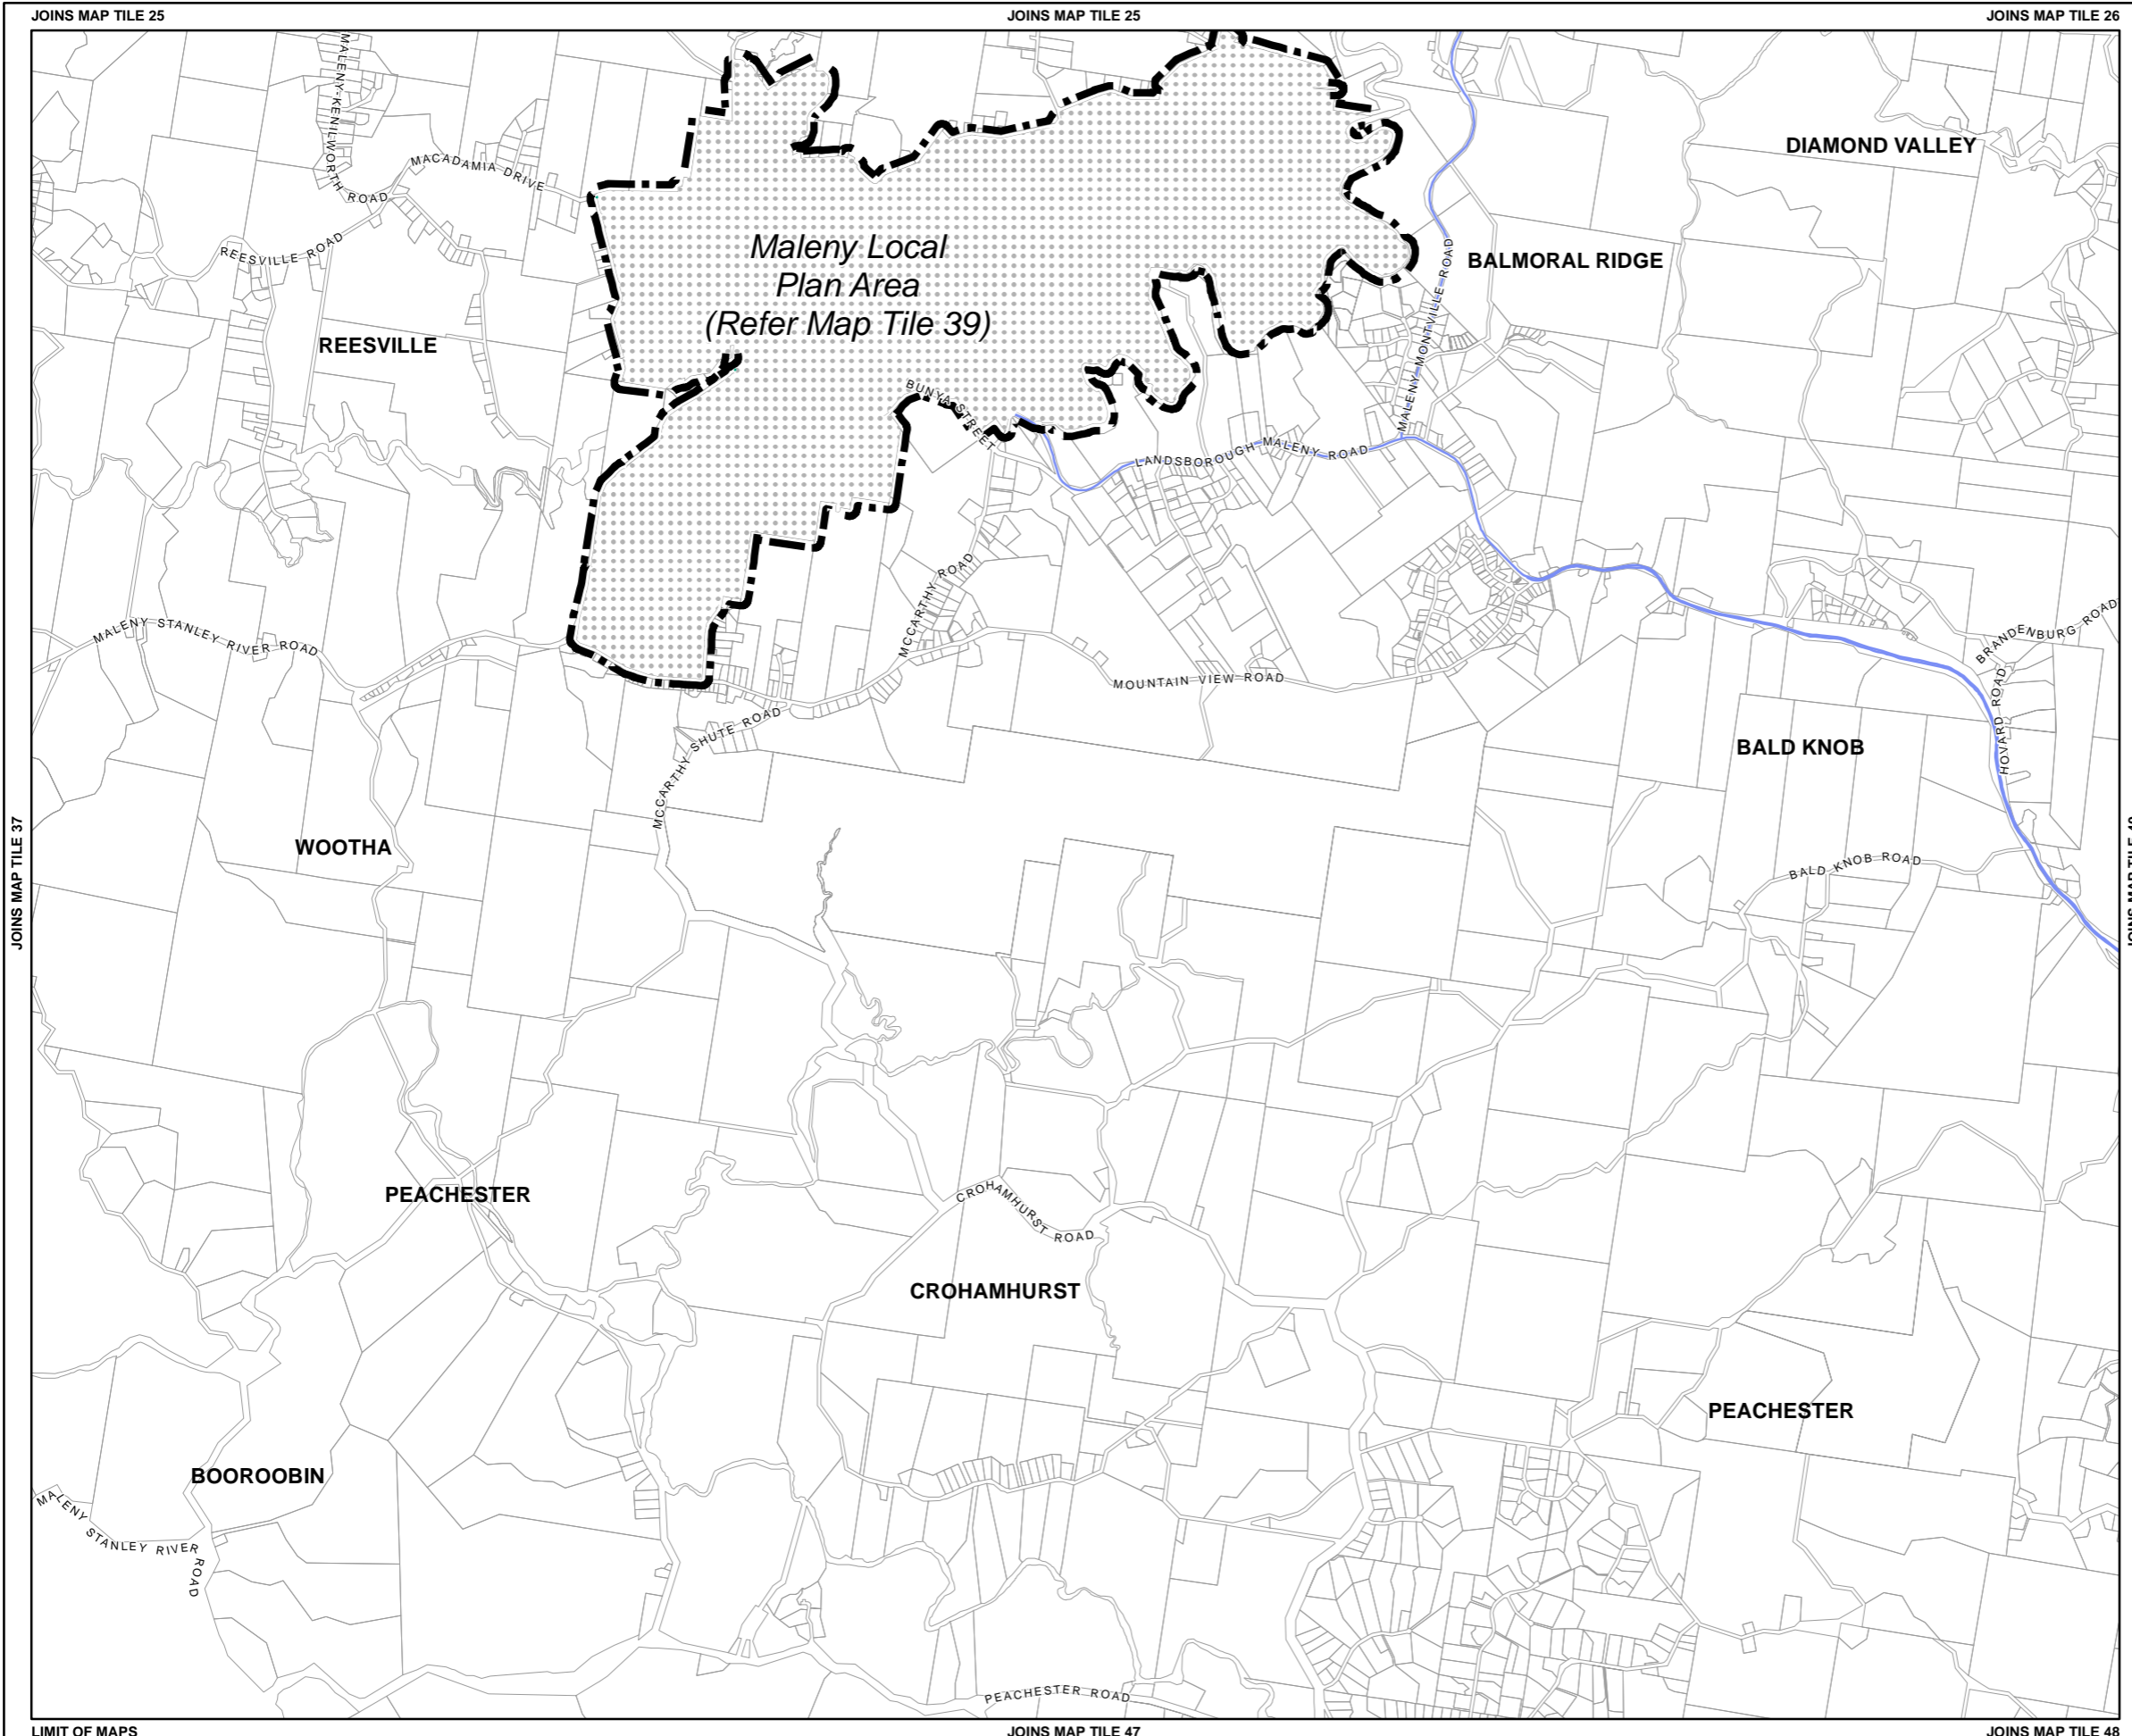 JOINS MAP TILE 25
JOINS MAP TILE 25
JOINS MAP TILE 26
MALENY-KENILWORTH ROAD
MACADAMIA DRIVE
REESVILLE ROAD
DIAMOND VALLEY
Maleny Local
Plan Area
(Refer Map Tile 39)
BALMORAL RIDGE
MALENY-MONTVILLE ROAD
REESVILLE
BUNYA STREET
LANDSBOROUGH MALENY ROAD
MCCARTHY ROAD
MALENY STANLEY RIVER ROAD
BRANDENBURG ROAD
MOUNTAIN VIEW ROAD
HOVARD ROAD
MCCARTHY SHUTE ROAD
BALD KNOB
WOOTHA
BALD KNOB ROAD
JOINS MAP TILE 37
PEACHESTER
CROHAMHURST ROAD
CROHAMHURST
PEACHESTER
BOOROOBIN
MALENY STANLEY RIVER ROAD
PEACHESTER ROAD
LIMIT OF MAPS
JOINS MAP TILE 47
JOINS MAP TILE 48